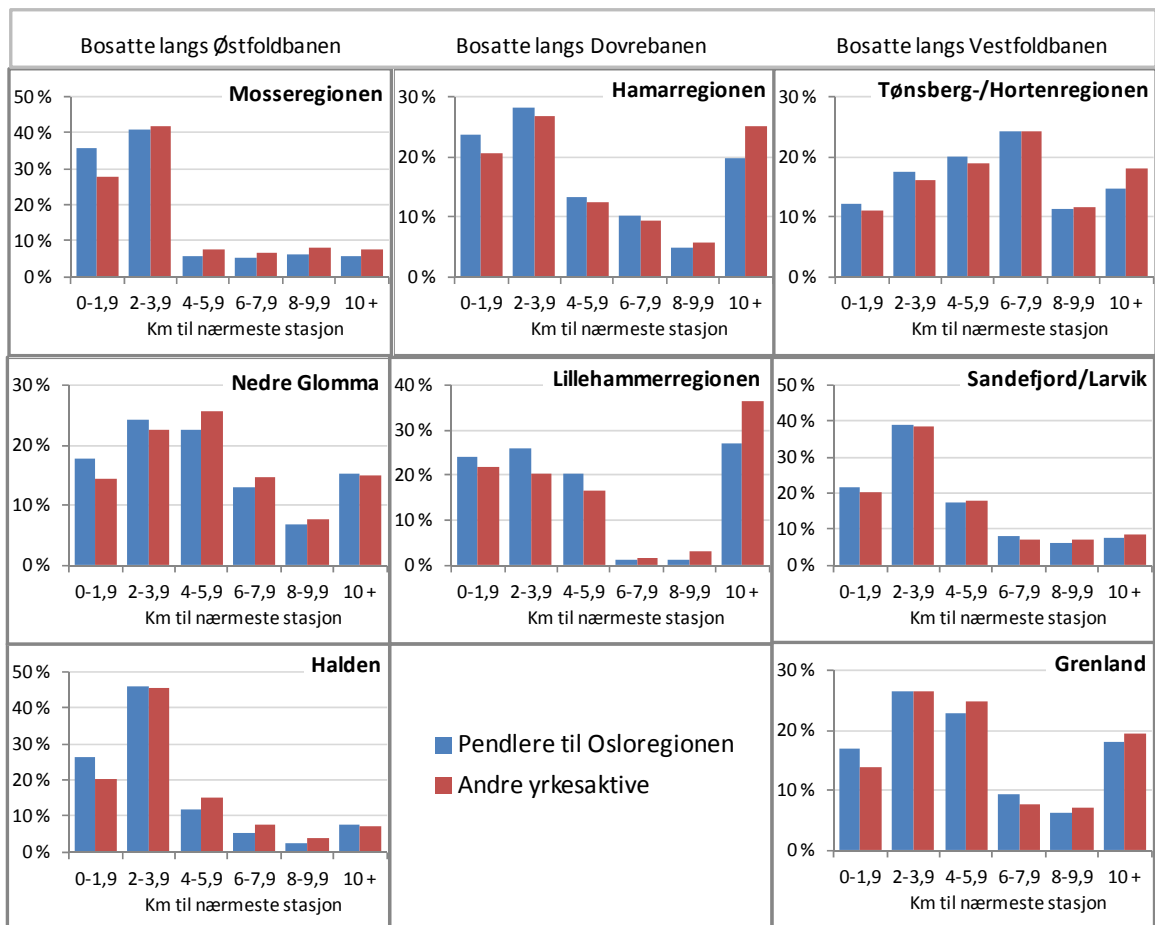 Bosatte langs Østfoldbanen
Bosatte langs Dovrebanen
Bosatte langs Vestfoldbanen
Mosseregionen
50 %
40 %
30 %
20 %
10 %
0 %
0-1,9 2-3,9 4-5,9 6-7,9 8-9,9 10 +
Km til nærmeste stasjon
Hamarregionen
30 %
20 %
10 %
0 %
0-1,9 2-3,9 4-5,9 6-7,9 8-9,9 10 +
Km til nærmeste stasjon
Tønsberg-/Hortenregionen
30 %
20 %
10 %
0 %
0-1,9 2-3,9 4-5,9 6-7,9 8-9,9 10 +
Km til nærmeste stasjon
Nedre Glomma
30 %
20 %
10 %
0 %
0-1,9 2-3,9 4-5,9 6-7,9 8-9,9 10 +
Km til nærmeste stasjon
Lillehammerregionen
40 %
30 %
20 %
10 %
0 %
0-1,9 2-3,9 4-5,9 6-7,9 8-9,9 10 +
Km til nærmeste stasjon
Sandefjord/Larvik
50 %
40 %
30 %
20 %
10 %
0 %
0-1,9 2-3,9 4-5,9 6-7,9 8-9,9 10 +
Km til nærmeste stasjon
Halden
50 %
40 %
30 %
20 %
10 %
0 %
0-1,9 2-3,9 4-5,9 6-7,9 8-9,9 10 +
Km til nærmeste stasjon
Pendlere til Osloregionen
Andre yrkesaktive
Grenland
30 %
20 %
10 %
0 %
0-1,9 2-3,9 4-5,9 6-7,9 8-9,9 10 +
Km til nærmeste stasjon